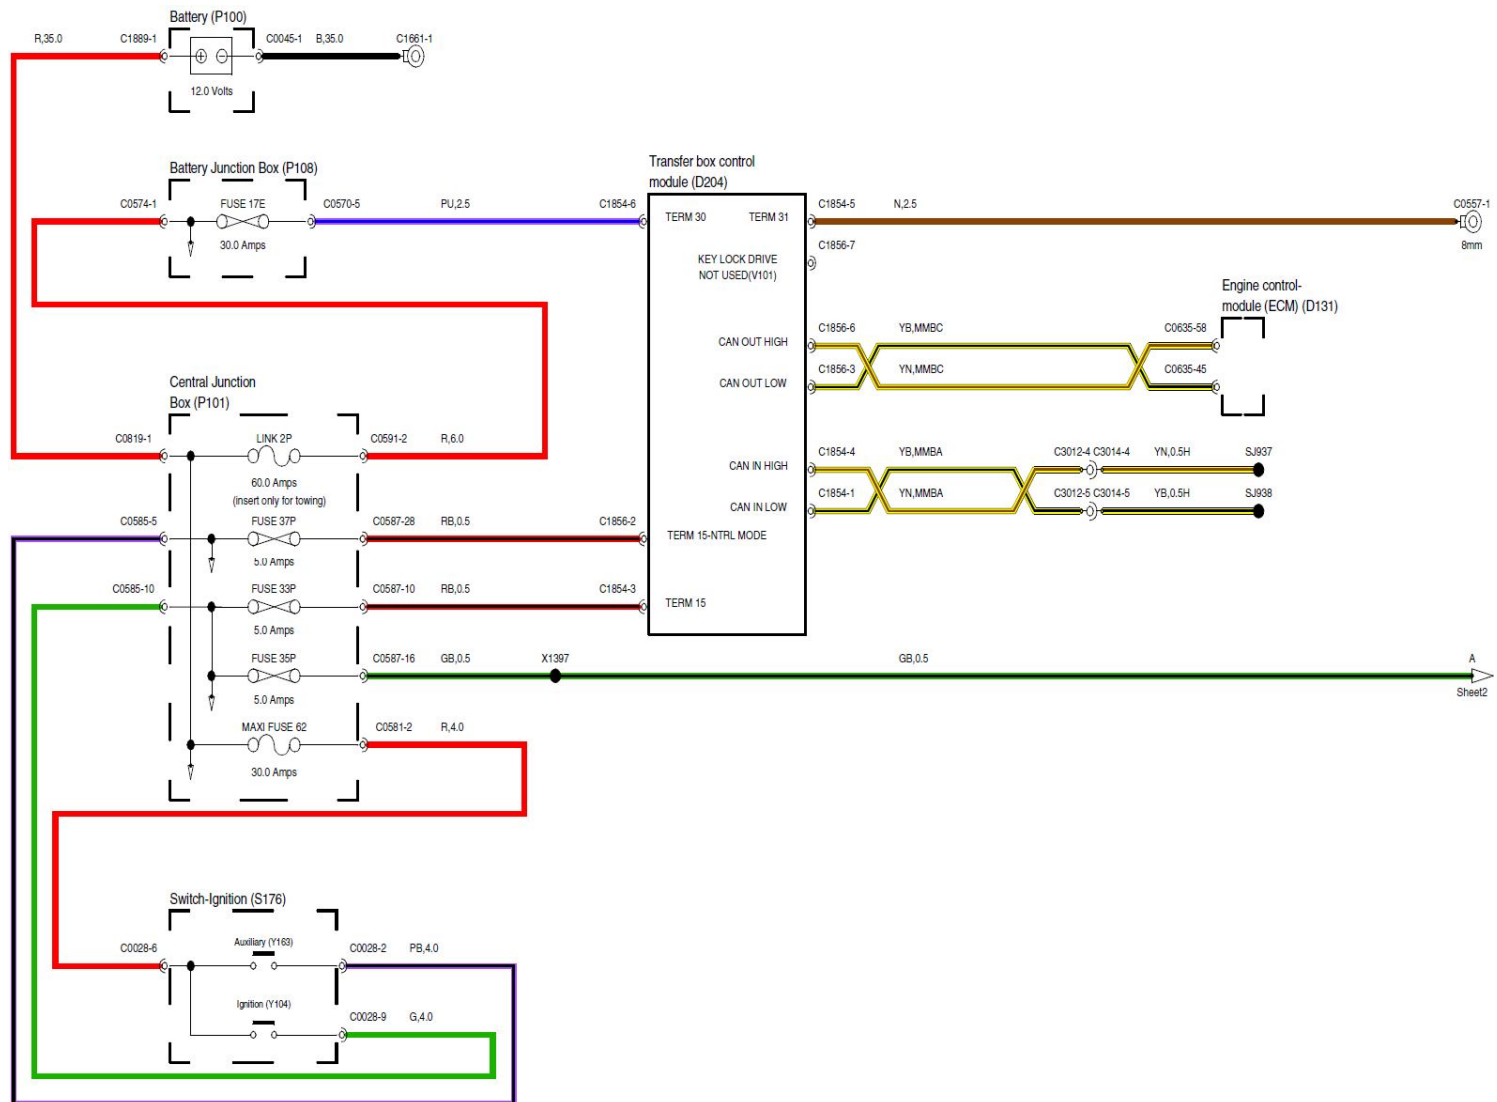 Battery (P100)
R,35.0
C1889-1
C0045-1
B,35.0
C1661-1
12.0 Volts
Battery Junction Box (P108)
C0574-1
FUSE 17E
30.0 Amps
C0570-5
PU,2.5
C1854-6
Transfer box control
module (D204)
TERM 30
TERM 31
C1854-5
N,2.5
C0557-1
8mm
KEY LOCK DRIVE
NOT USED(V101)
C1856-7
Engine control-
module (ECM) (D131)
CAN OUT HIGH
C1856-6
YB,MMBC
C0635-58
CAN OUT LOW
C1856-3
YN,MMBC
C0635-45
Central Junction
Box (P101)
C0819-1
LINK 2P
60.0 Amps
(insert only for towing)
C0591-2
R,6.0
CAN IN HIGH
C1854-4
YB,MMBA
C3012-4 C3014-4
YN,0.5H
SJ937
CAN IN LOW
C1854-1
YN,MMBA
C3012-5 C3014-5
YB,0.5H
SJ938
C0585-5
FUSE 37P
5.0 Amps
C0587-28
RB,0.5
C1856-2
TERM 15-NTRL MODE
C0585-10
FUSE 33P
5.0 Amps
C0587-10
RB,0.5
C1854-3
TERM 15
FUSE 35P
5.0 Amps
C0587-16
GB,0.5
X1397
GB,0.5
A
Sheet2
MAXI FUSE 62
30.0 Amps
C0581-2
R,4.0
Switch-Ignition (S176)
C0028-6
Auxiliary (Y163)
C0028-2
PB,4.0
Ignition (Y104)
C0028-9
G,4.0